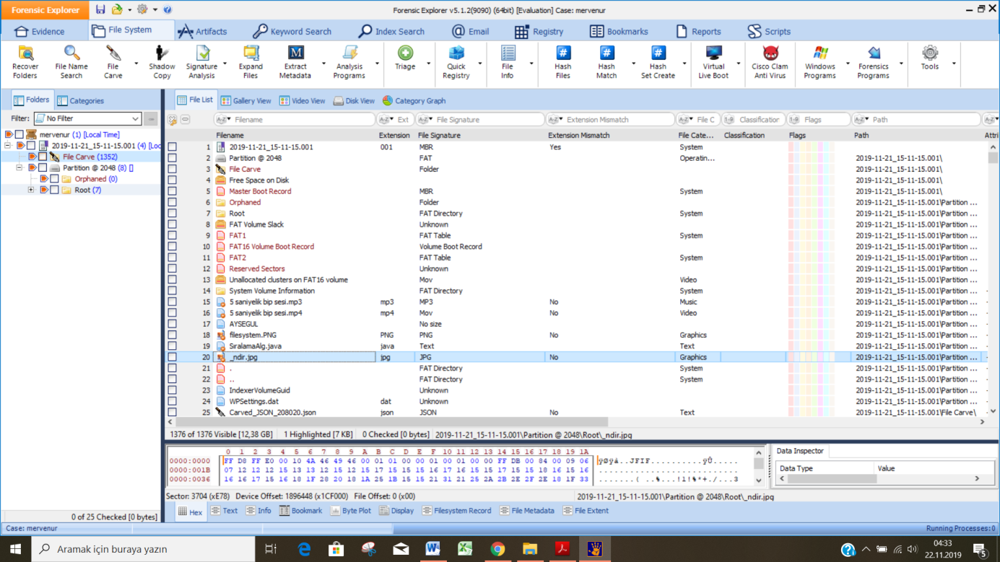 Forensic Explorer
Forensic Explorer v5.1.2(9090) (64bit) [Evaluation] Case: mervenur
Evidence File System Artifacts Keyword Search Index Search Email Registry Bookmarks Reports Scripts
Recover Folders File Name Search File Carve Shadow Copy Signature Analysis Expand Files Extract Metadata Analysis Programs Triage Quick Registry File Info Hash Files Hash Match Hash Set Create Virtual Live Boot Cisco Clam Anti Virus Windows Programs Forensics Programs Tools
Folders Categories
Filter: No Filter
mervenur (1) [Local Time]
2019-11-21_15-11-15.001 (4) [Loc
File Carve (1352)
Partition @ 2048 (8) []
Orphaned (0)
Root (7)
0 of 25 Checked [0 bytes]
File List Gallery View Video View Disk View Category Graph
Filename Ext File Signature Extension Mismatch File C Classification Flags Path
Filename Extension File Signature Extension Mismatch File Cate... Classification Flags Path Attri
1 2019-11-21_15-11-15.001 001 MBR Yes System
2 Partition @ 2048 FAT Operatin... 2019-11-21_15-11-15.001\
3 File Carve Folder 2019-11-21_15-11-15.001\
4 Free Space on Disk 2019-11-21_15-11-15.001\
5 Master Boot Record MBR System 2019-11-21_15-11-15.001\
6 Orphaned Folder 2019-11-21_15-11-15.001\Partition ...
7 Root FAT Directory System 2019-11-21_15-11-15.001\Partition ...
8 FAT Volume Slack Unknown 2019-11-21_15-11-15.001\Partition ...
9 FAT1 FAT Table System 2019-11-21_15-11-15.001\Partition ...
10 FAT16 Volume Boot Record Volume Boot Record 2019-11-21_15-11-15.001\Partition ...
11 FAT2 FAT Table System 2019-11-21_15-11-15.001\Partition ...
12 Reserved Sectors Unknown 2019-11-21_15-11-15.001\Partition ...
13 Unallocated clusters on FAT16 volume Mov Video 2019-11-21_15-11-15.001\Partition ...
14 System Volume Information FAT Directory System 2019-11-21_15-11-15.001\Partition ...
15 5 saniyelik bip sesi.mp3 mp3 MP3 No Music 2019-11-21_15-11-15.001\Partition ...
16 5 saniyelik bip sesi.mp4 mp4 Mov No Video 2019-11-21_15-11-15.001\Partition ...
17 AYSEGUL No size 2019-11-21_15-11-15.001\Partition ...
18 filesystem.PNG PNG PNG No Graphics 2019-11-21_15-11-15.001\Partition ...
19 SiralamaAlg.java java Text Text 2019-11-21_15-11-15.001\Partition ...
20 _ndir.jpg jpg JPG No Graphics 2019-11-21_15-11-15.001\Partition ...
21 . FAT Directory System 2019-11-21_15-11-15.001\Partition ...
22 .. FAT Directory System 2019-11-21_15-11-15.001\Partition ...
23 IndexerVolumeGuid Unknown 2019-11-21_15-11-15.001\Partition ...
24 WPSettings.dat dat Unknown 2019-11-21_15-11-15.001\Partition ...
25 Carved_JSON_208020.json json JSON No Text 2019-11-21_15-11-15.001\File Carve\
1376 of 1376 Visible [12,38 GB] 1 Highlighted [7 KB] 0 Checked [0 bytes] 2019-11-21_15-11-15.001\Partition @ 2048\Root\_ndir.jpg
0 1 2 3 4 5 6 7 8 9 A B C D E F 10 11 12 13 14 15 16 17 18 19 1A
0000:0000 FF D8 FF E0 00 10 4A 46 49 46 00 01 01 00 00 01 00 01 00 00 FF DB 00 84 00 09 06 ÿØÿà..JFIF..........ÿÛ.....
0000:001B 07 12 12 12 15 13 13 12 15 12 15 17 15 15 15 16 17 16 15 15 17 15 15 18 16 15 16 ...........................
0000:0036 16 16 17 15 16 18 1F 28 20 18 1A 25 1B 15 15 21 31 21 25 2A 2B 2E 2F 2E 18 1F 33 .......( ..%...!1!%*+./...3
Data Inspector
Data Type Value
Sector: 3704 (xE78) Device Offset: 1896448 (x1CF000) File Offset: 0 (x00) 2019-11-21_15-11-15.001\Partition @ 2048\Root\_ndir.jpg
Hex Text Info Bookmark Byte Plot Display Filesystem Record File Metadata File Extent
Case: mervenur Running Processes: 0
Aramak için buraya yazın
04:33
22.11.2019
5